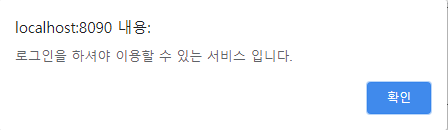 localhost:8090 내용:
로그인을 하셔야 이용할 수 있는 서비스 입니다.
확인